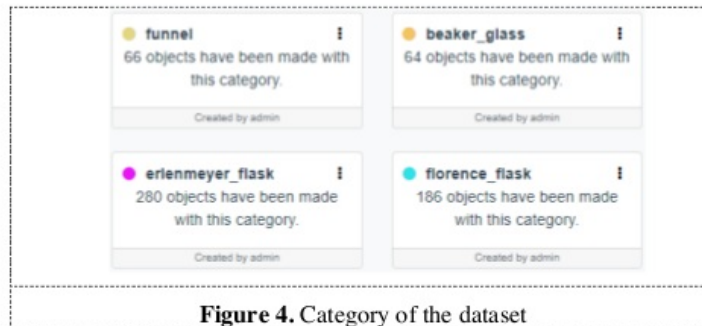 funnel
66 objects have been made with
this category.
Created by admin
beaker_glass
64 objects have been made with
this category.
Created by admin
erlenmeyer_flask
280 objects have been made
with this category.
Created by admin
florence_flask
186 objects have been made
with this category.
Created by admin
Figure 4. Category of the dataset